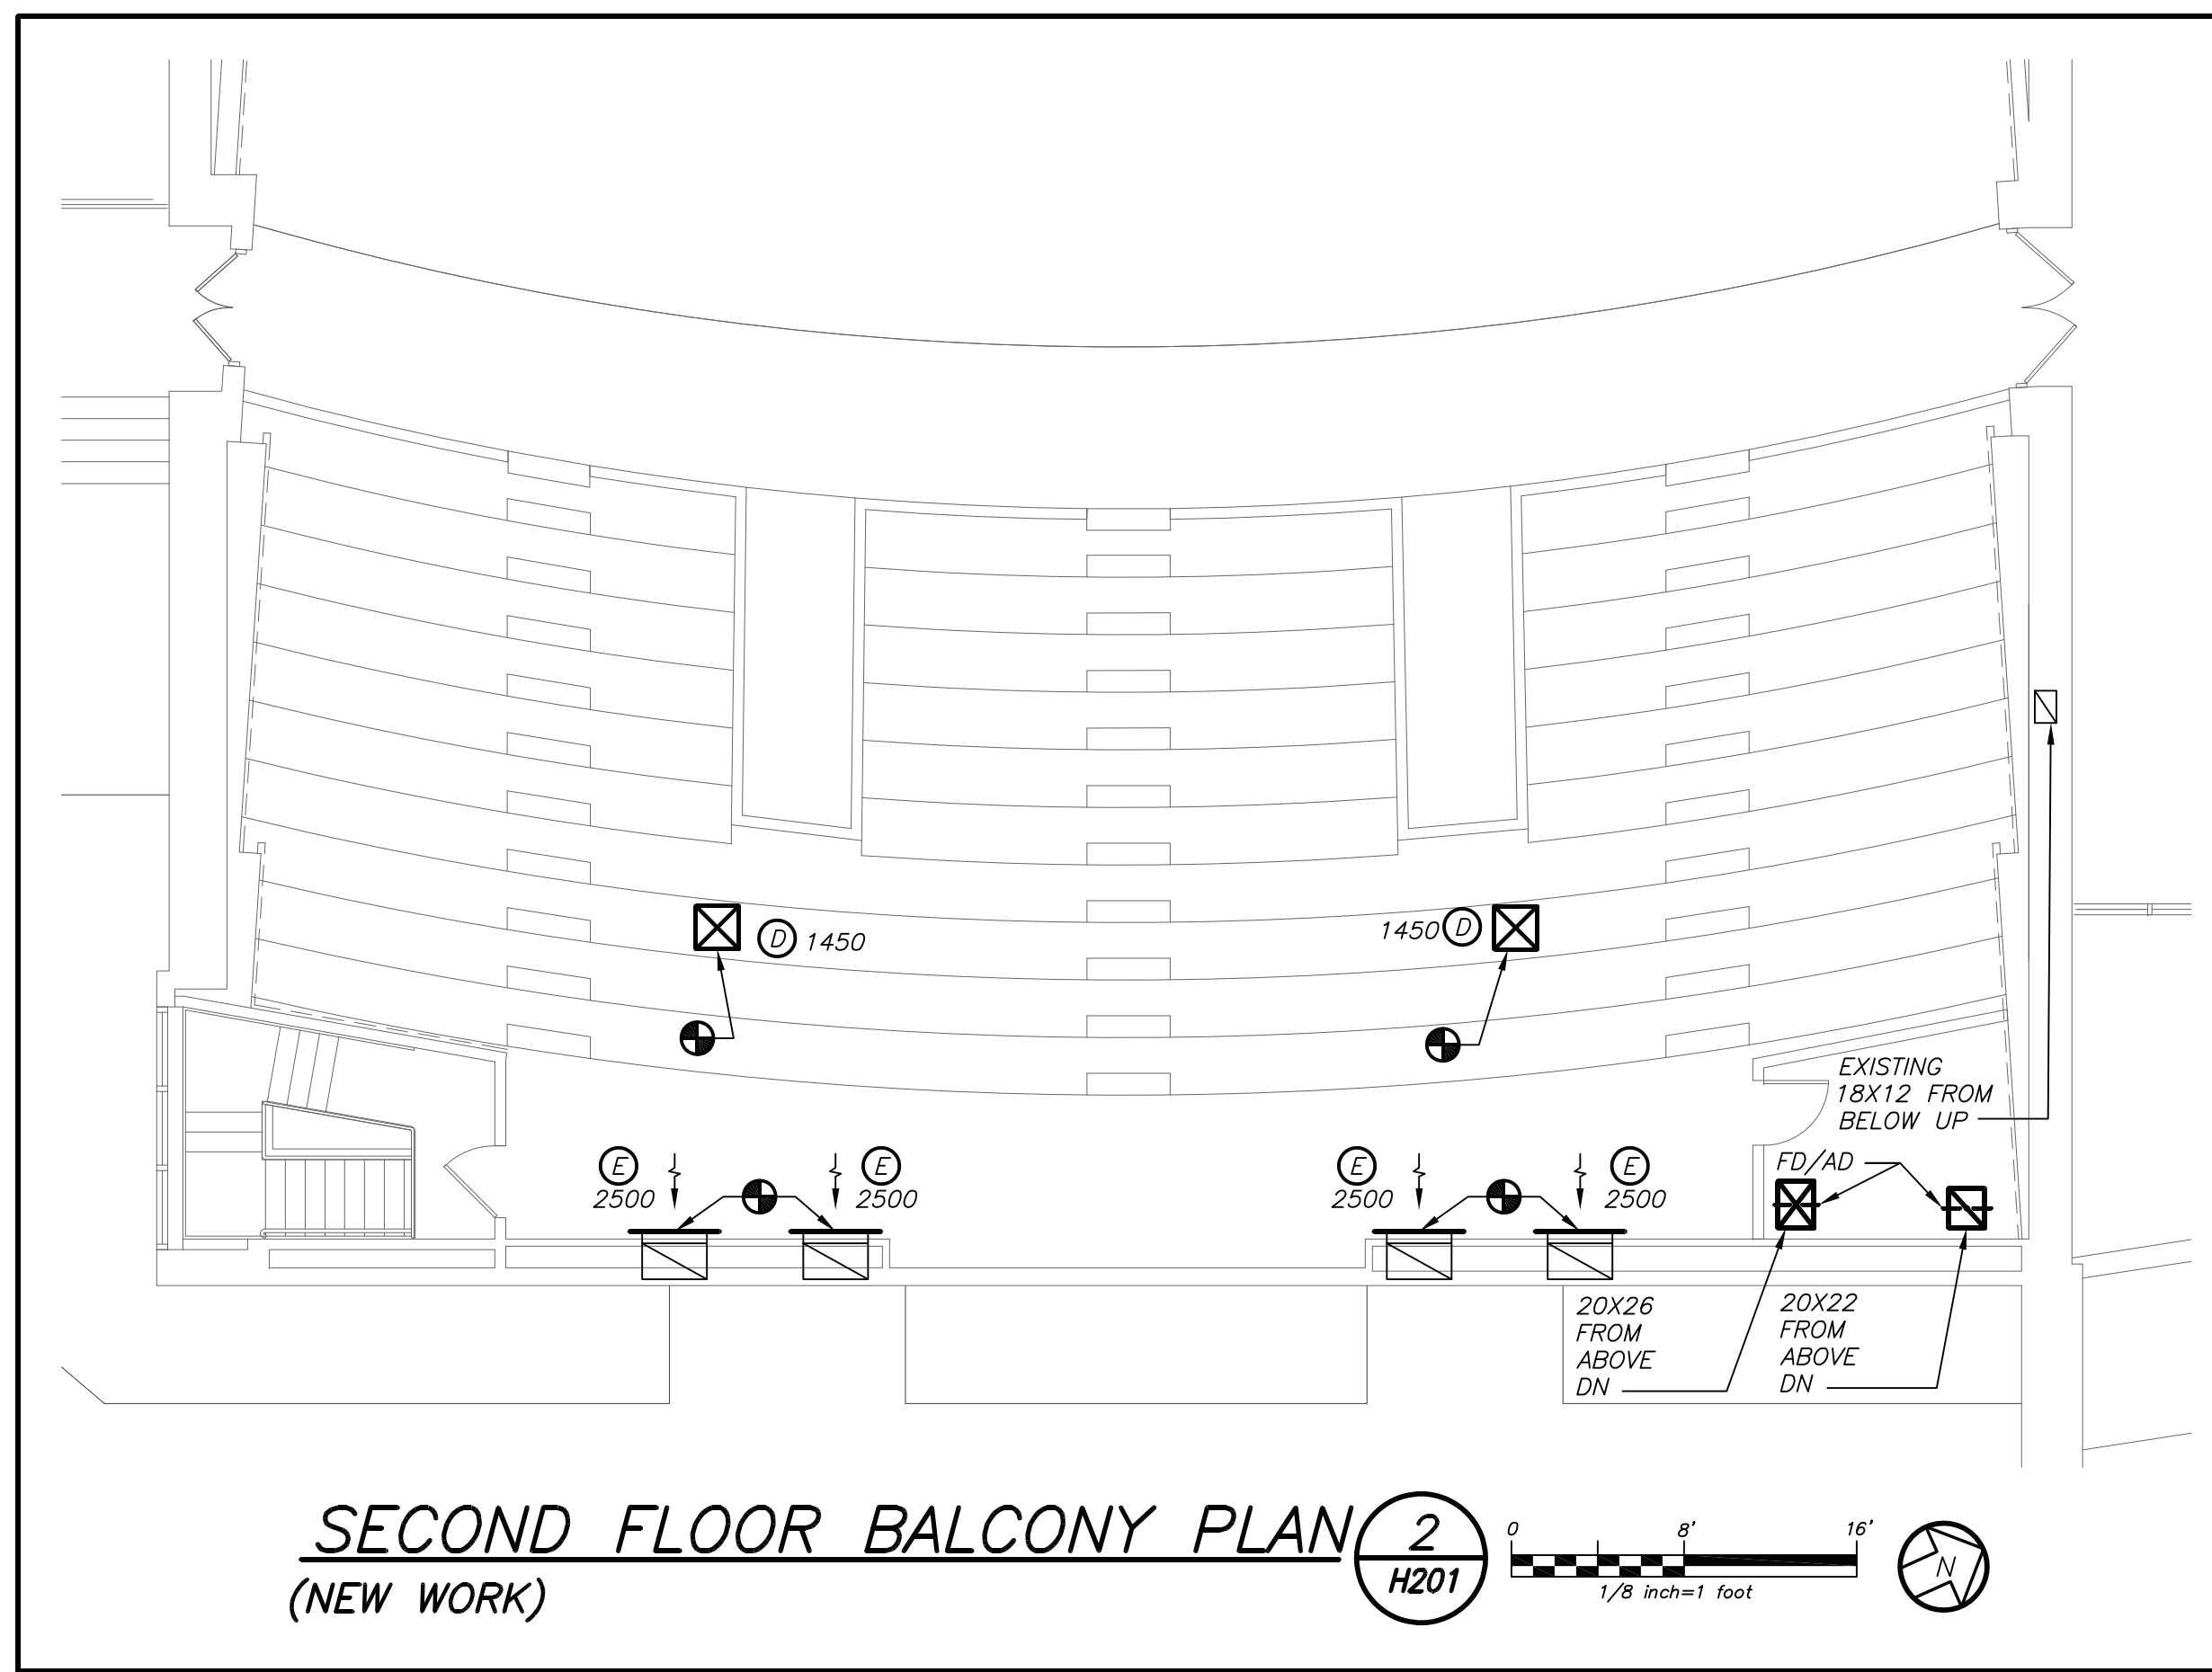 D 1450
1450 D
EXISTING
18X12 FROM
BELOW UP
FD/AD
E
2500
E
2500
E
2500
E
2500
20X26
FROM
ABOVE
DN
20X22
FROM
ABOVE
DN
SECOND FLOOR BALCONY PLAN
(NEW WORK)
2
H201
0 8' 16'
1/8 inch=1 foot
N